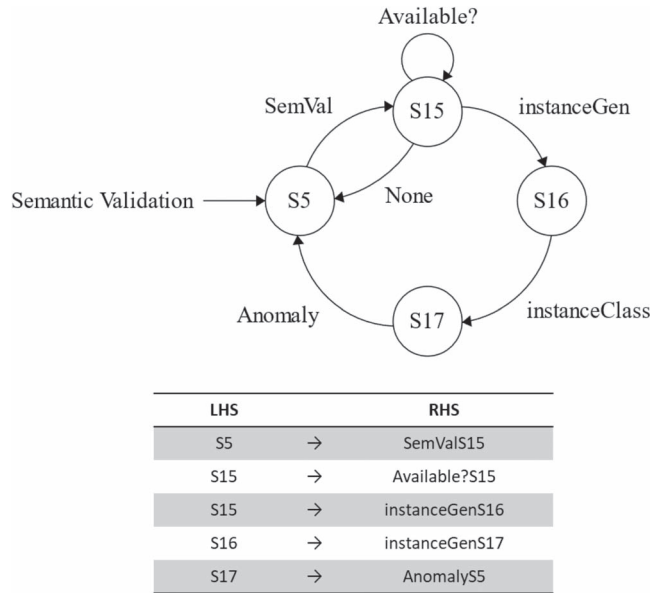 Available?
SemVal
S15
instanceGen
Semantic Validation
S5
None
S16
Anomaly
S17
instanceClass
LHS RHS
S5 → SemValS15
S15 → Available?S15
S15 → instanceGenS16
S16 → instanceGenS17
S17 → AnomalyS5